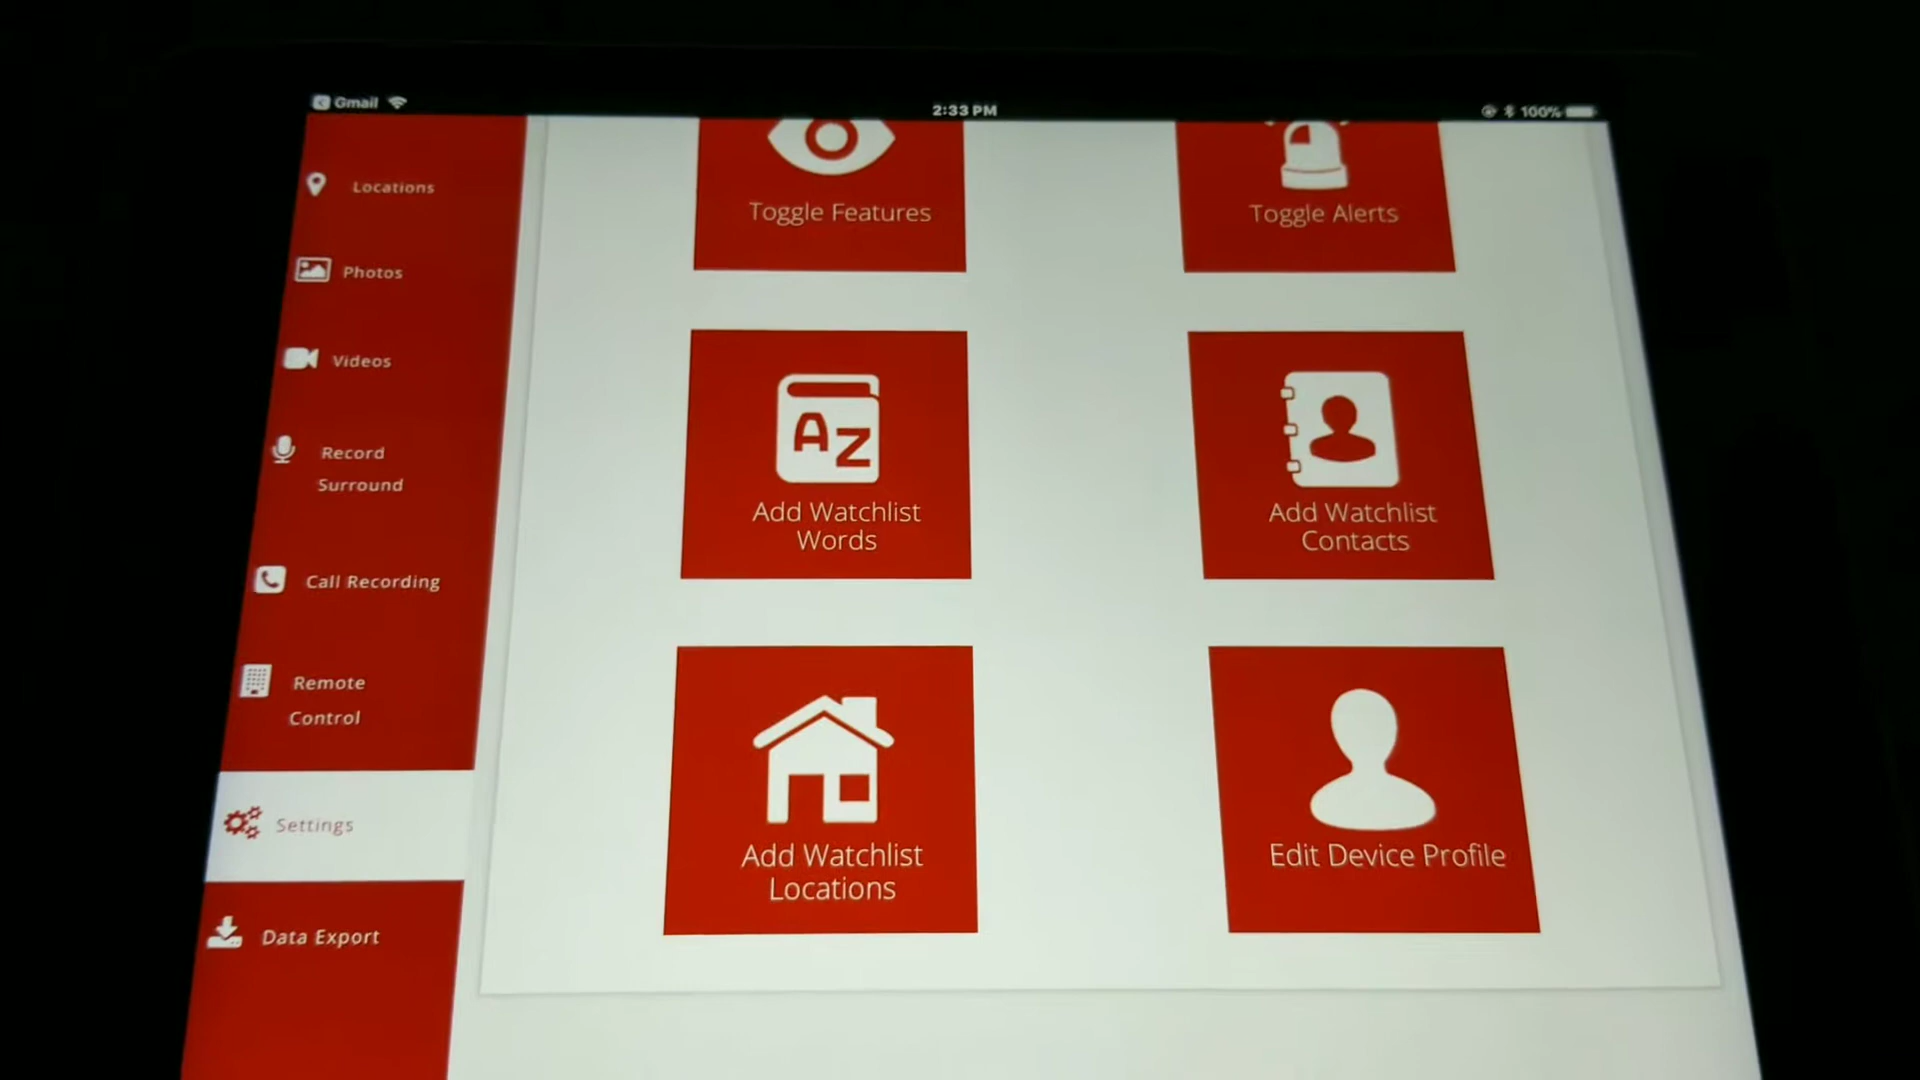 Gmail
2:33 PM
100%
Locations
Photos
Videos
Record
Surround
Call Recording
Remote
Control
Settings
Data Export
Toggle Features
Toggle Alerts
AZ
Add Watchlist
Words
Add Watchlist
Contacts
Add Watchlist
Locations
Edit Device Profile